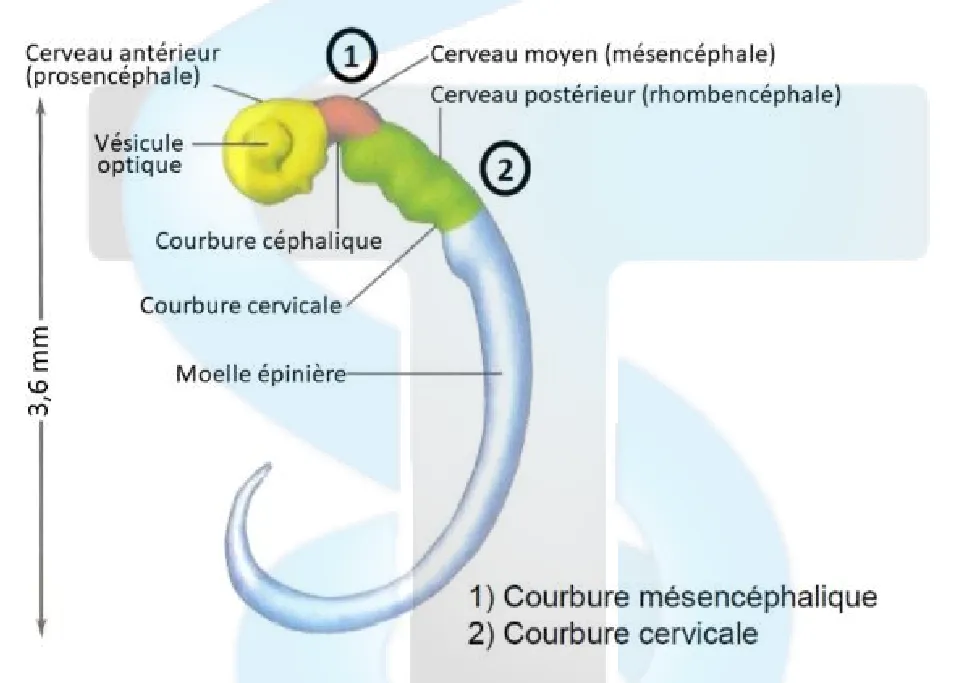 Cerveau antérieur
(prosencéphale)
1
Cerveau moyen (mésencéphale)
Cerveau postérieur (rhombencéphale)
Vésicule
optique
2
Courbure céphalique
Courbure cervicale
3,6 mm
Moelle épinière
1) Courbure mésencéphalique
2) Courbure cervicale